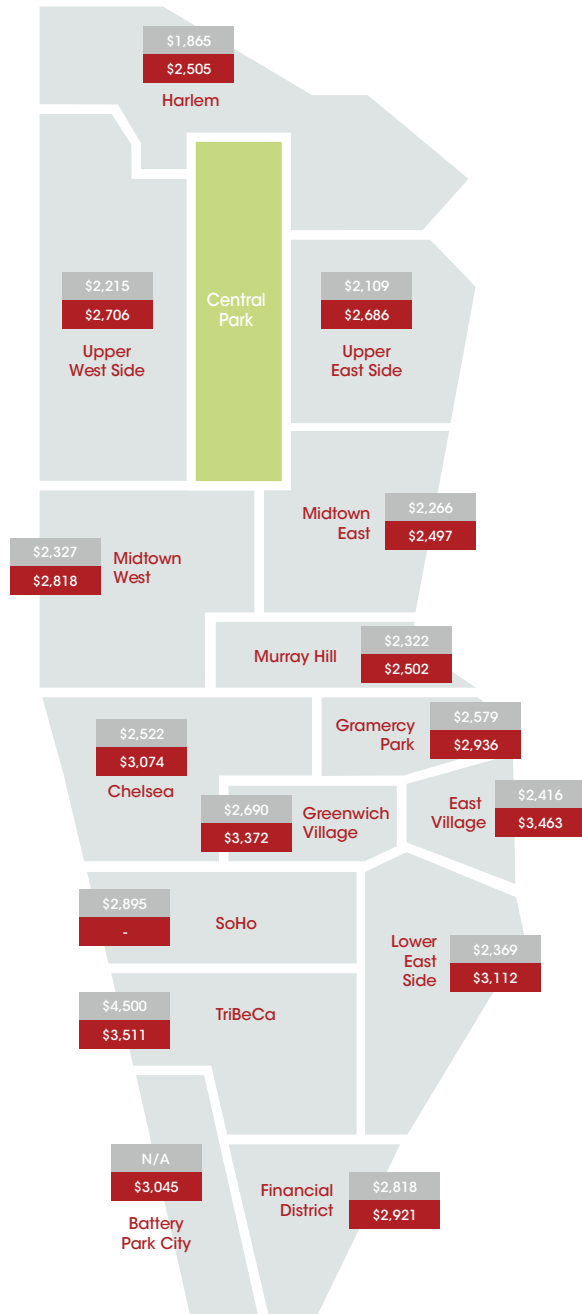 $1,865
$2,505
Harlem
$2,215
$2,706
Upper
West Side
Central
Park
$2,109
$2,686
Upper
East Side
Midtown
East
$2,266
$2,497
$2,327
$2,818
Midtown
West
Murray Hill
$2,322
$2,502
$2,522
$3,074
Chelsea
Gramercy
Park
$2,579
$2,936
$2,690
$3,372
Greenwich
Village
East
Village
$2,416
$3,463
$2,895
-
SoHo
Lower
East
Side
$2,369
$3,112
$4,500
$3,511
TriBeCa
N/A
$3,045
Battery
Park City
Financial
District
$2,818
$2,921